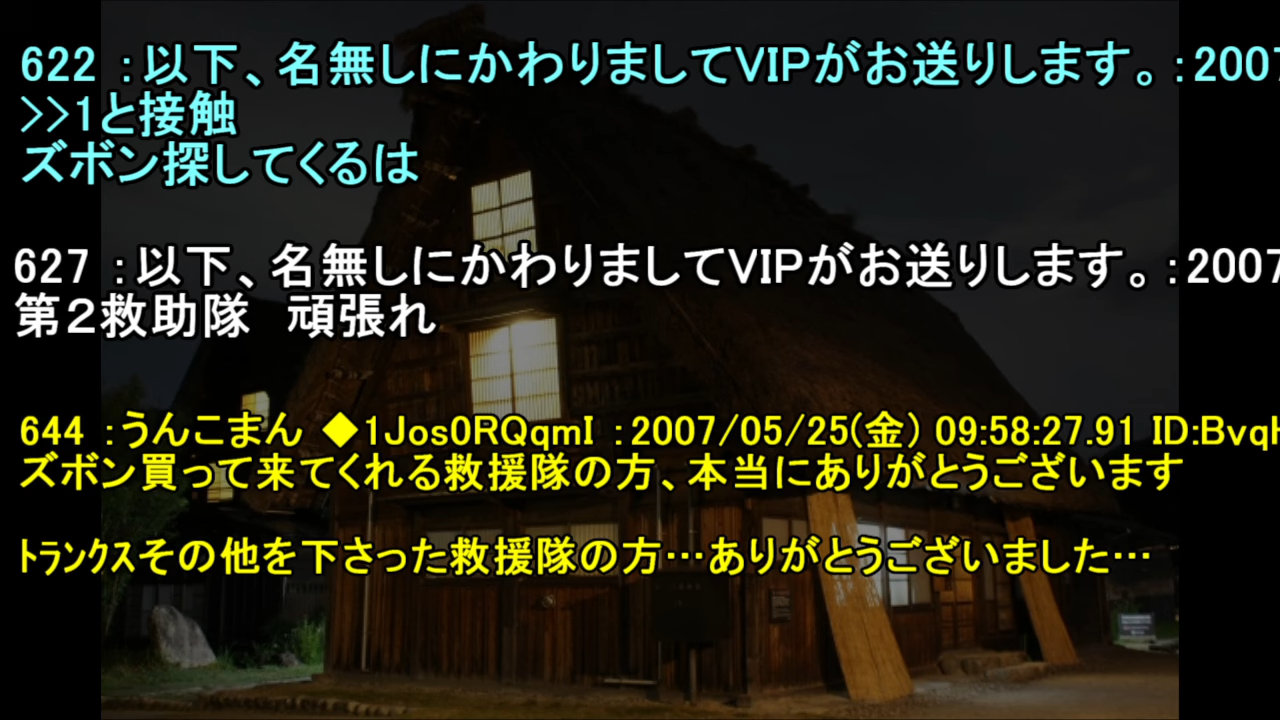 622 ：以下、名無しにかわりましてVIPがお送りします。：2007
>>1と接触
ズボン探してくるは
627 ：以下、名無しにかわりましてVIPがお送りします。：2007
第２救助隊　頑張れ
644 ：うんこまん ◆1Jos0RQqmI ：2007/05/25(金) 09:58:27.91 ID:Bvq
ズボン買って来てくれる救援隊の方、本当にありがとうございます
ﾄﾗﾝｸｽその他を下さった救援隊の方…ありがとうございました…